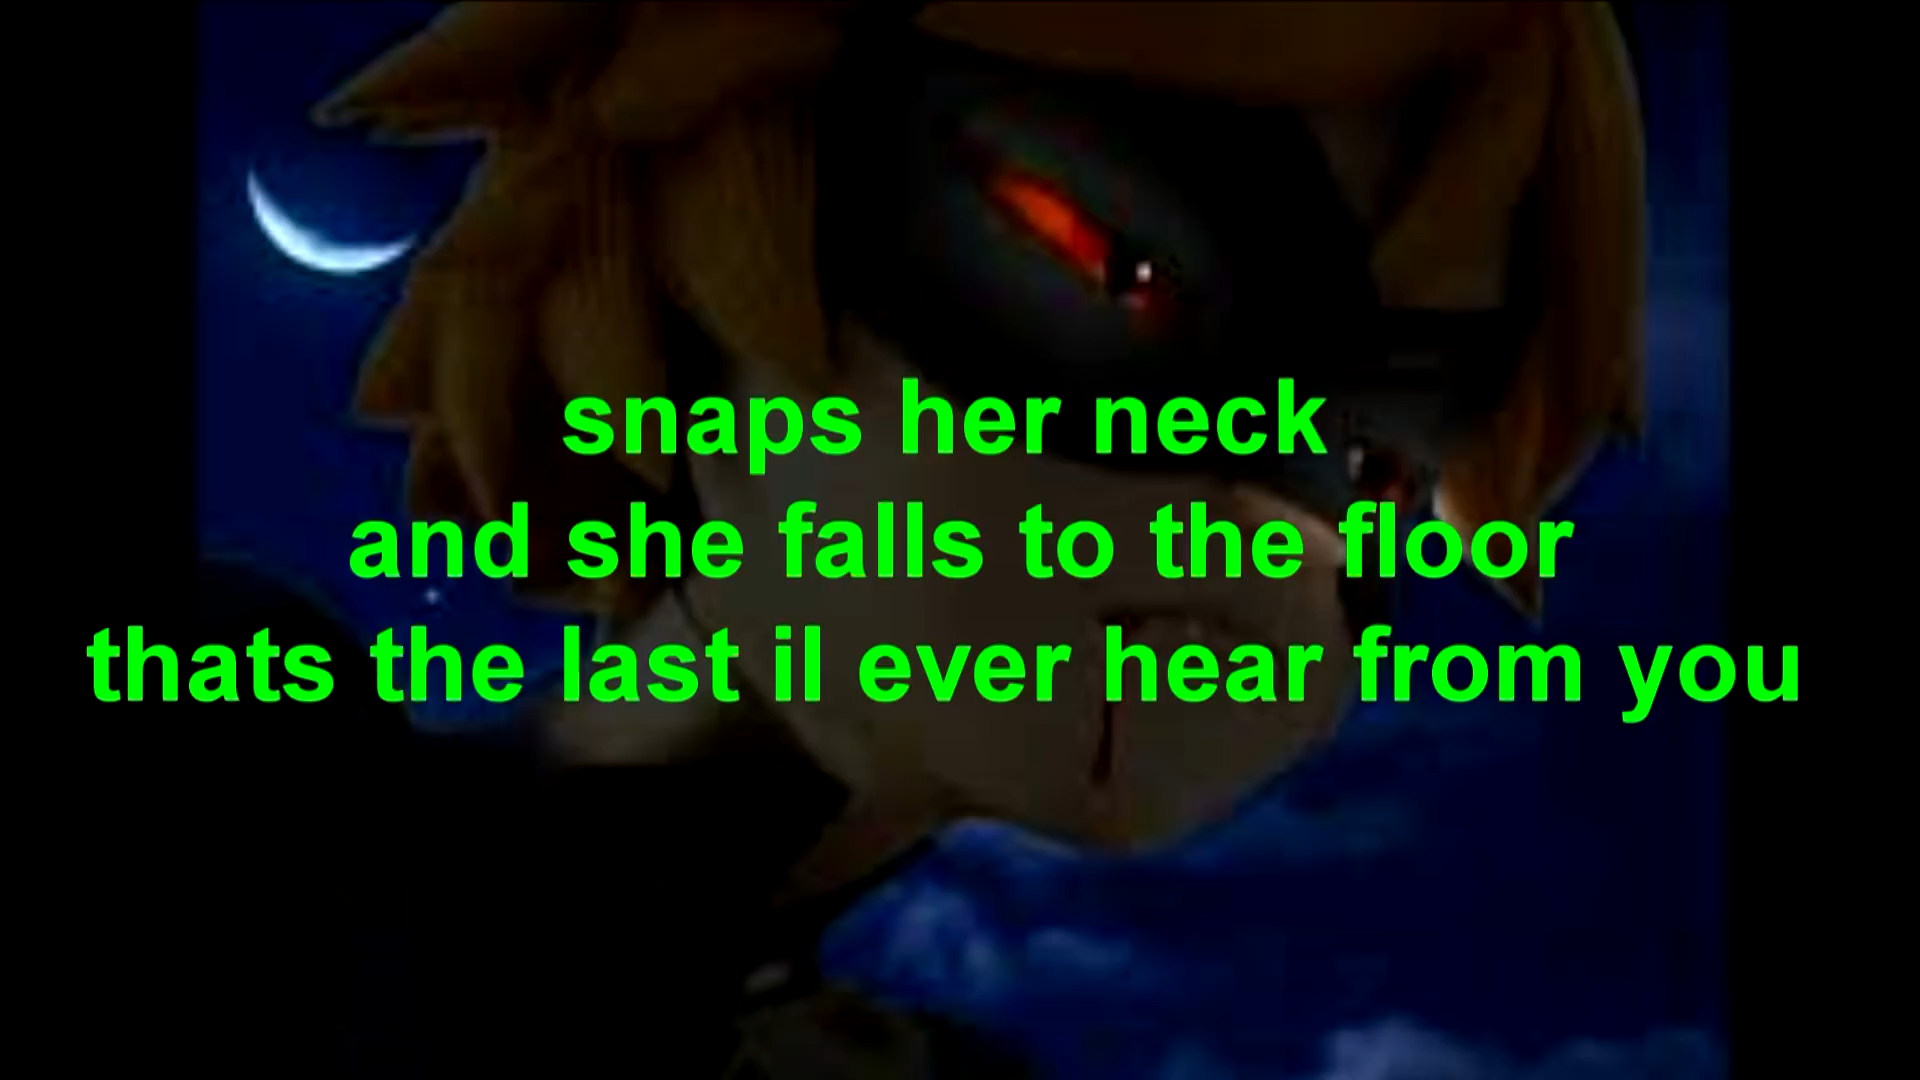 snaps her neck
and she falls to the floor
thats the last il ever hear from you